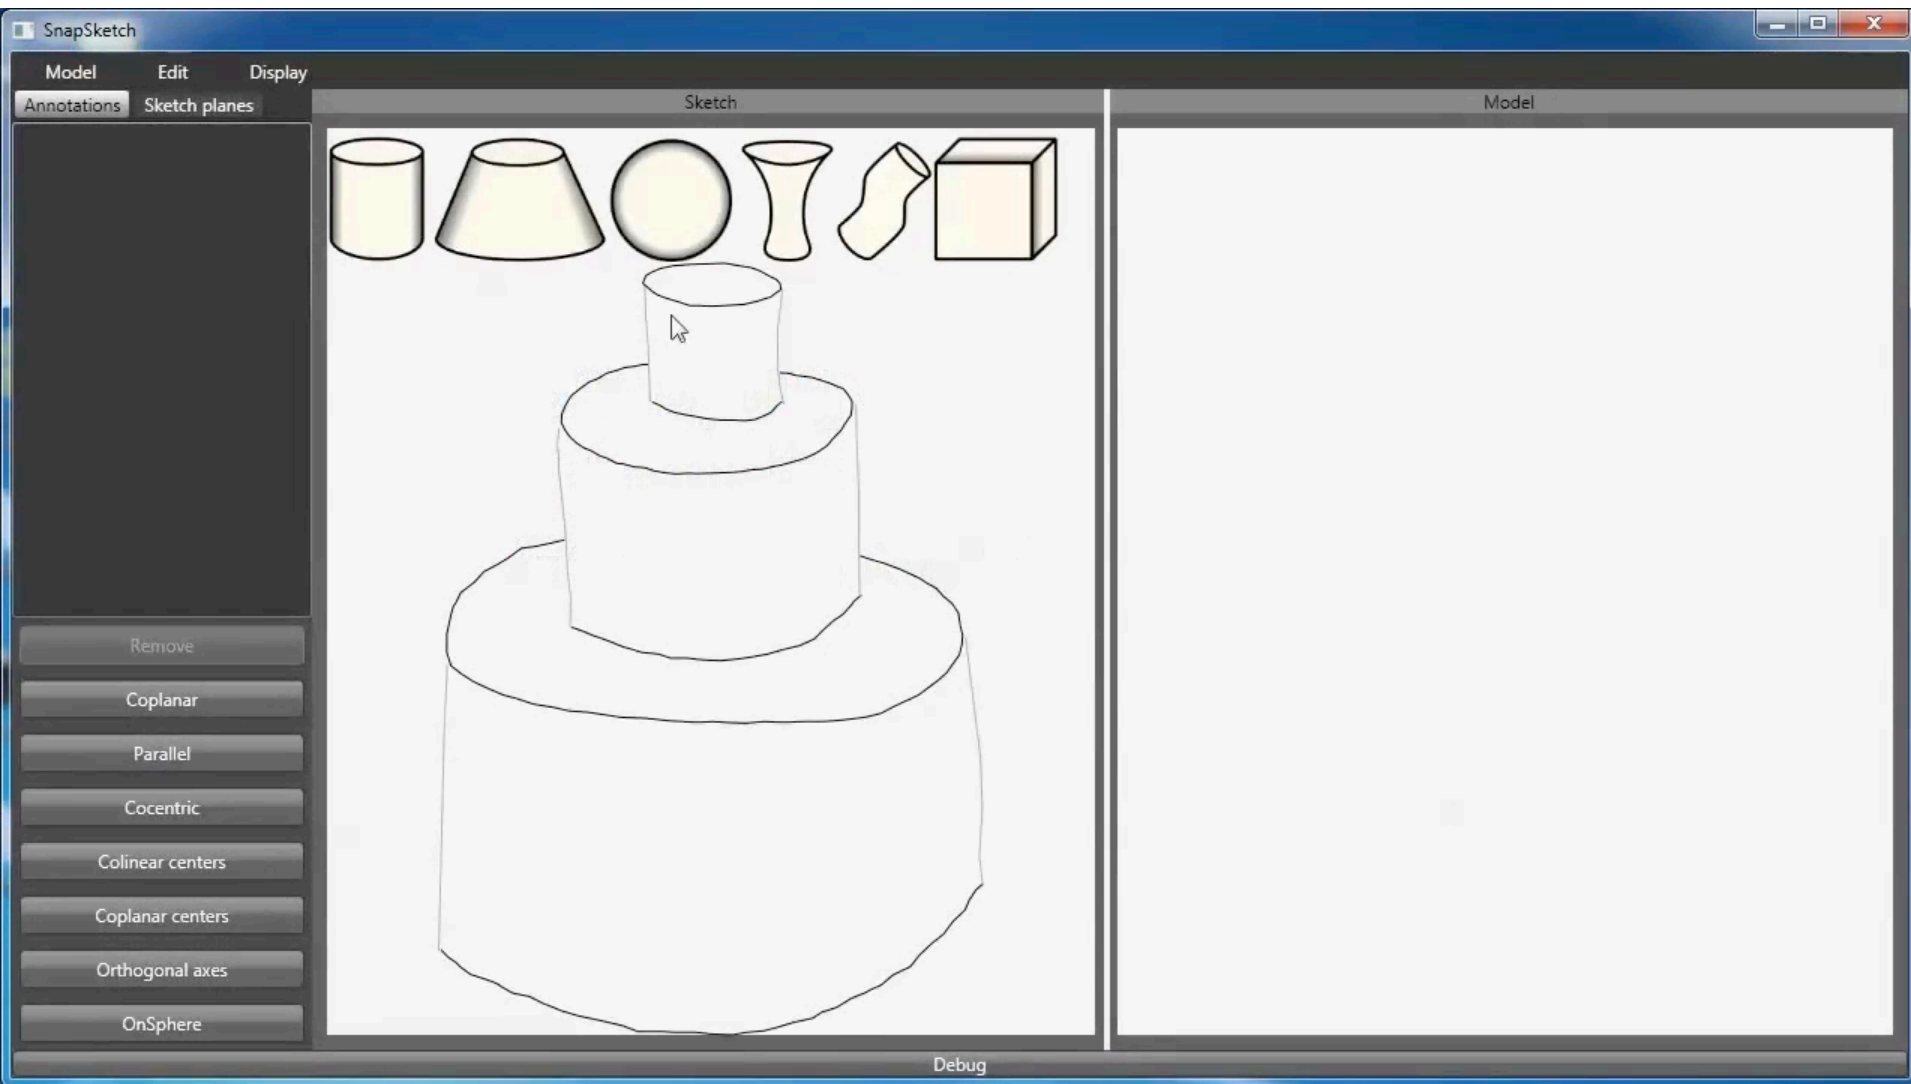 SnapSketch
Model Edit Display
Annotations Sketch planes
Sketch
Model
Remove
Coplanar
Parallel
Cocentric
Colinear centers
Coplanar centers
Orthogonal axes
OnSphere
Debug